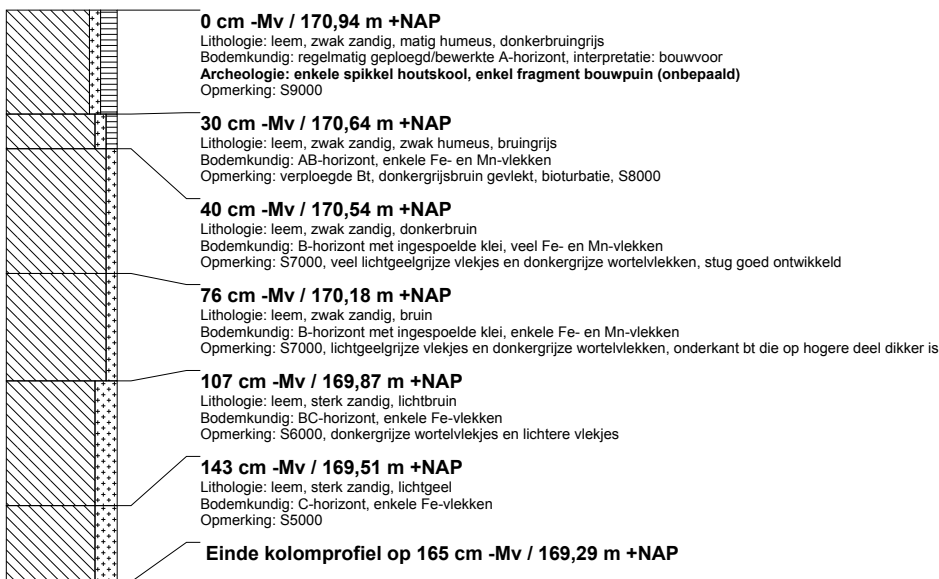 0 cm -Mv / 170,94 m +NAP
Lithologie: leem, zwak zandig, matig humeus, donkerbruingrijs
Bodemkundig: regelmatig geploegd/bewerkte A-horizont, interpretatie: bouwvoor
Archeologie: enkele spikkel houtskool, enkel fragment bouwpuin (onbepaald)
Opmerking: S9000
30 cm -Mv / 170,64 m +NAP
Lithologie: leem, zwak zandig, zwak humeus, bruingrijs
Bodemkundig: AB-horizont, enkele Fe- en Mn-vlekken
Opmerking: verploegde Bt, donkergrijsbruin gevlekt, bioturbatie, S8000
40 cm -Mv / 170,54 m +NAP
Lithologie: leem, zwak zandig, donkerbruin
Bodemkundig: B-horizont met ingespoelde klei, veel Fe- en Mn-vlekken
Opmerking: S7000, veel lichtgeelgrijze vlekjes en donkergrijze wortelvlekken, stug goed ontwikkeld
76 cm -Mv / 170,18 m +NAP
Lithologie: leem, zwak zandig, bruin
Bodemkundig: B-horizont met ingespoelde klei, enkele Fe- en Mn-vlekken
Opmerking: S7000, lichtgeelgrijze vlekjes en donkergrijze wortelvlekken, onderkant bt die op hogere deel dikker is
107 cm -Mv / 169,87 m +NAP
Lithologie: leem, sterk zandig, lichtbruin
Bodemkundig: BC-horizont, enkele Fe-vlekken
Opmerking: S6000, donkergrijze wortelvlekjes en lichtere vlekjes
143 cm -Mv / 169,51 m +NAP
Lithologie: leem, sterk zandig, lichtgeel
Bodemkundig: C-horizont, enkele Fe-vlekken
Opmerking: S5000
Einde kolomprofiel op 165 cm -Mv / 169,29 m +NAP